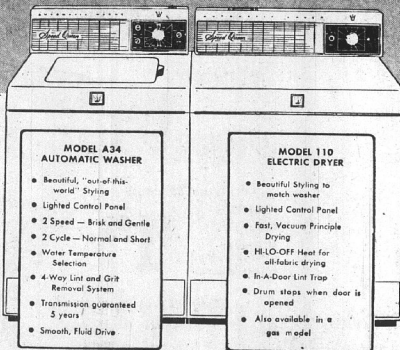 Speed Queen
Speed Queen
MODEL A34
AUTOMATIC WASHER
● Beautiful, "out-of-this-
world" Styling
● Lighted Control Panel
● 2 Speed — Brisk and Gentle
● 2 Cycle — Normal and Short
● Water Temperature
Selection
● 4-Way Lint and Grit
Removal System
● Transmission guaranteed
5 years
● Smooth, Fluid Drive
MODEL 110
ELECTRIC DRYER
● Beautiful Styling to
match washer
● Lighted Control Panel
● Fast, Vacuum Principle
Drying
● HI-LO-OFF Heat for
all-fabric drying
● In-A-Door Lint Trap
● Drum stops when door is
opened
● Also available in a
gas model